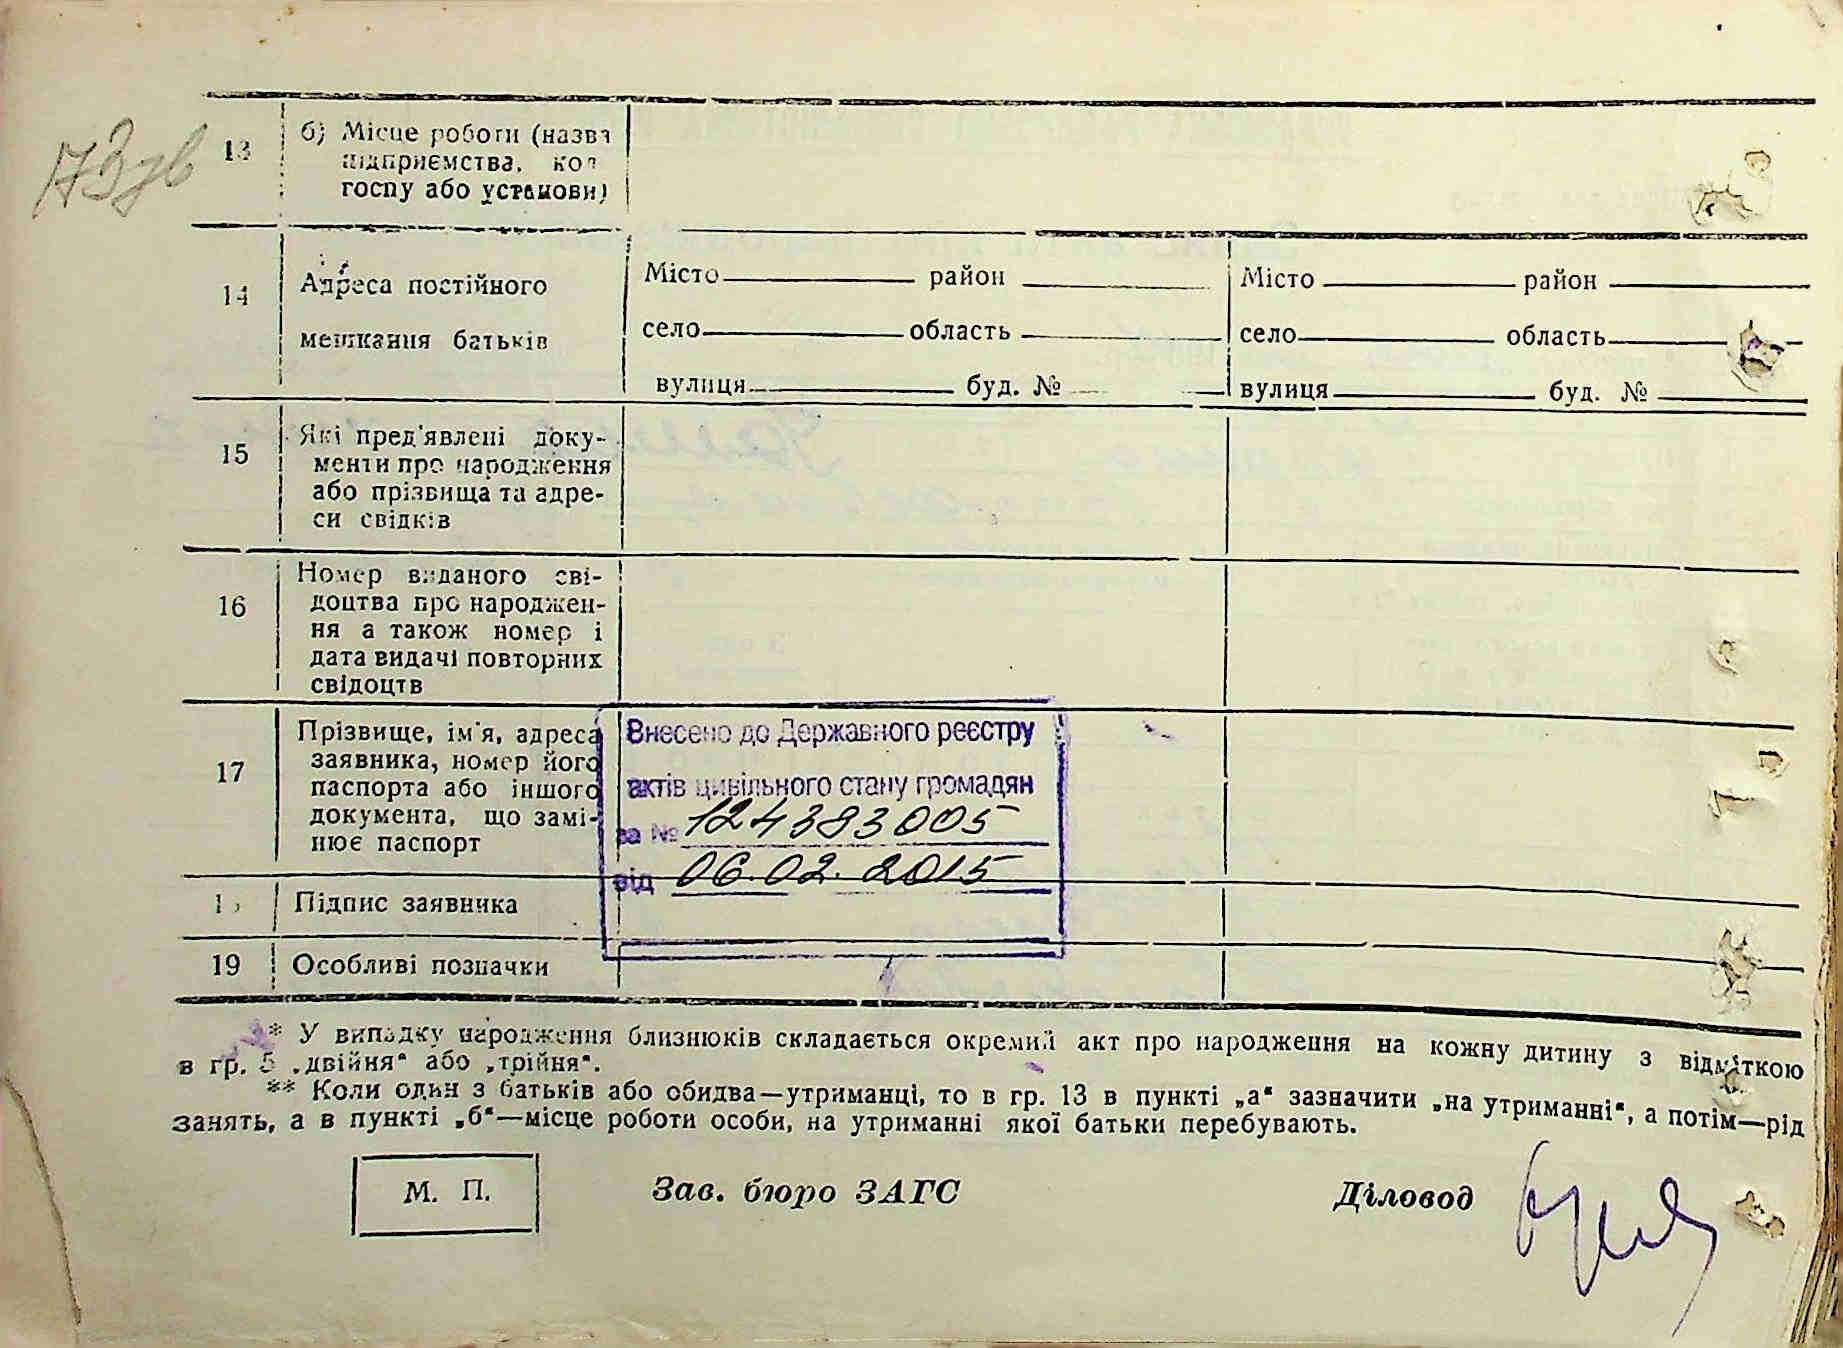 173зв
13
б) Місце роботи (назва
підприємства, кол
госпу або установи)
14
Адреса постійного
мешкання батьків
Місто район
село область
вулиця буд. №
Місто район
село область
вулиця буд. №
15
Які пред'явлені доку-
менти про народження
або прізвища та адре-
си свідків
16
Номер виданого сві-
доцтва про народжен-
ня а також номер і
дата видачі повторних
свідоцтв
17
Прізвище, ім'я, адреса
заявника, номер його
паспорта або іншого
документа, що замі-
нює паспорт
Внесено до Державного реєстру
актів цивільного стану громадян
за № 124383005
від 06.02.2015
18
Підпис заявника
19
Особливі позначки
* У випадку народження близнюків складається окремий акт про народження на кожну дитину з відміткою
в гр. 5 „двійня“ або „трійня“.
** Коли один з батьків або обидва—утриманці, то в гр. 13 в пункті „а“ зазначити „на утриманні“, а потім—рід
занять, а в пункті „б“—місце роботи особи, на утриманні якої батьки перебувають.
М. П.
Зав. бюро ЗАГС
Діловод